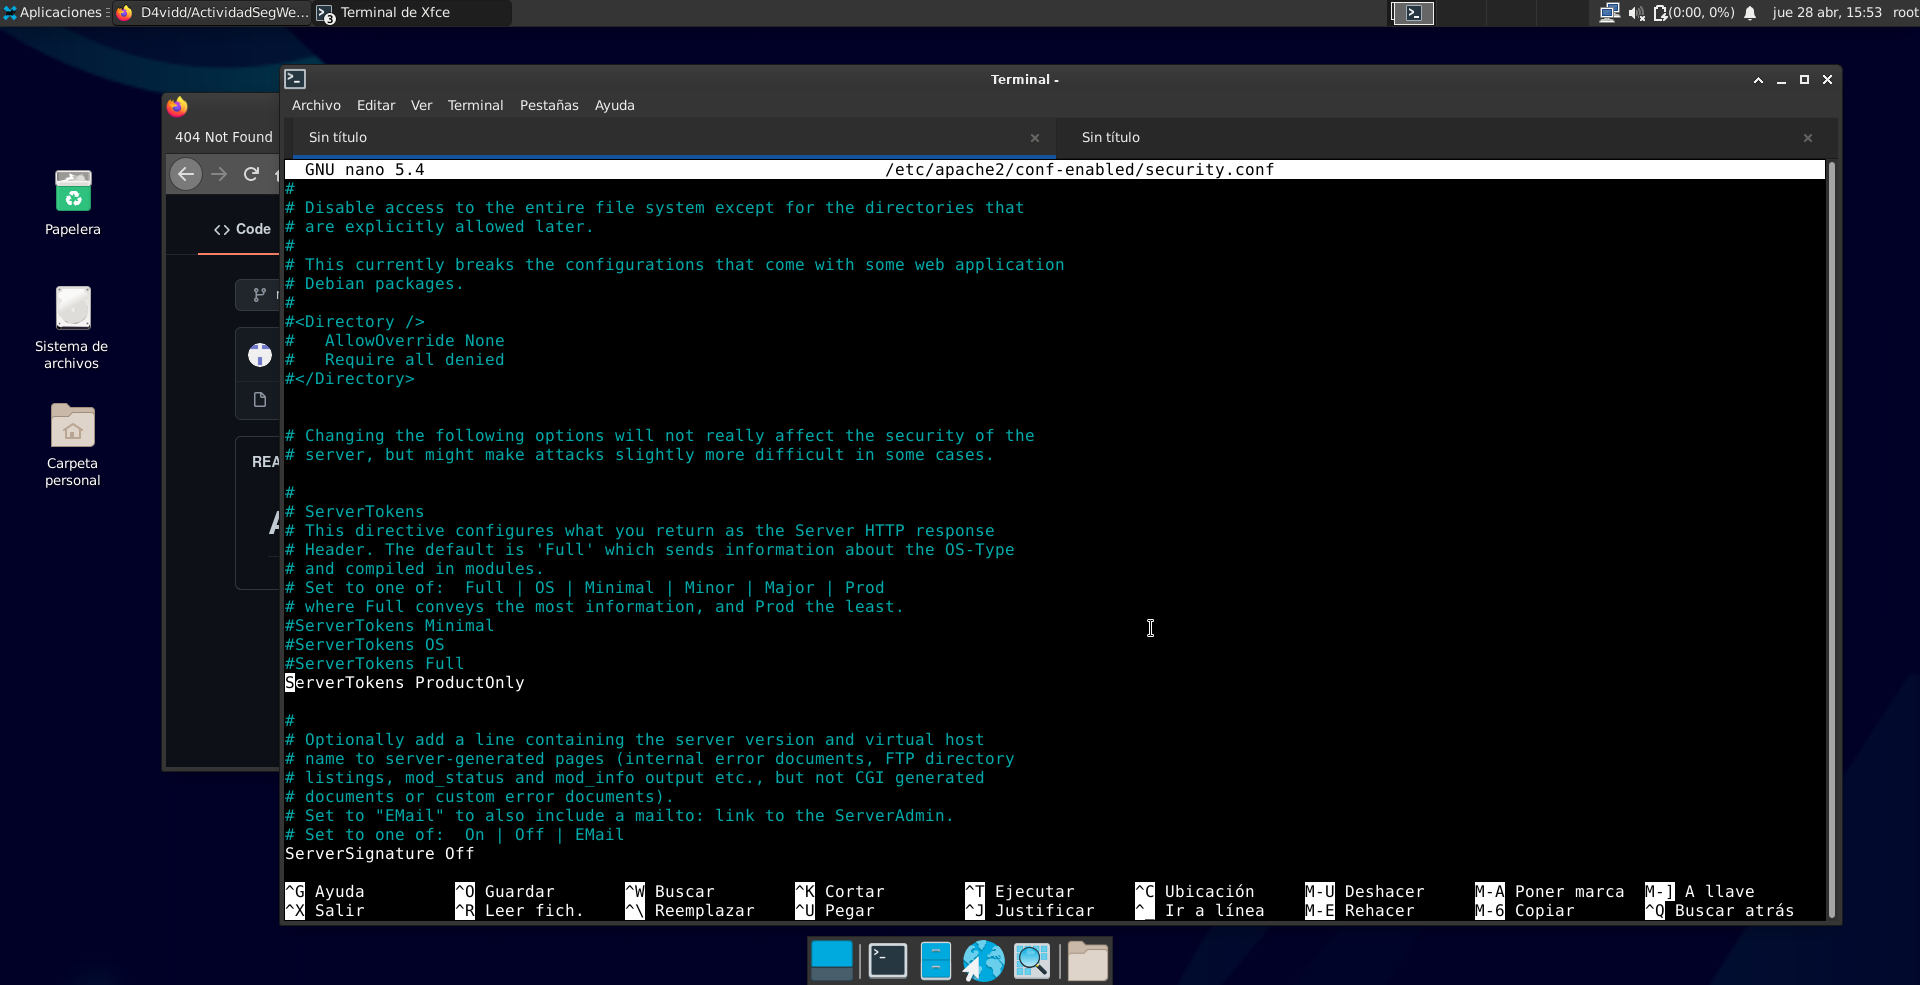 Aplicaciones
D4vidd/ActividadSegWe...
Terminal de Xfce
3
(0:00, 0%)
jue 28 abr, 15:53
root
Papelera
Sistema de
archivos
Carpeta
personal
404 Not Found
Code
REA
Terminal -
Archivo Editar Ver Terminal Pestañas Ayuda
Sin título
Sin título
GNU nano 5.4 /etc/apache2/conf-enabled/security.conf
#
# Disable access to the entire file system except for the directories that
# are explicitly allowed later.
#
# This currently breaks the configurations that come with some web application
# Debian packages.
#
#<Directory />
#   AllowOverride None
#   Require all denied
#</Directory>
# Changing the following options will not really affect the security of the
# server, but might make attacks slightly more difficult in some cases.
#
# ServerTokens
# This directive configures what you return as the Server HTTP response
# Header. The default is 'Full' which sends information about the OS-Type
# and compiled in modules.
# Set to one of:  Full | OS | Minimal | Minor | Major | Prod
# where Full conveys the most information, and Prod the least.
#ServerTokens Minimal
#ServerTokens OS
#ServerTokens Full
ServerTokens ProductOnly
#
# Optionally add a line containing the server version and virtual host
# name to server-generated pages (internal error documents, FTP directory
# listings, mod_status and mod_info output etc., but not CGI generated
# documents or custom error documents).
# Set to "EMail" to also include a mailto: link to the ServerAdmin.
# Set to one of:  On | Off | EMail
ServerSignature Off
^G Ayuda ^O Guardar ^W Buscar ^K Cortar ^T Ejecutar ^C Ubicación M-U Deshacer M-A Poner marca M-] A llave
^X Salir ^R Leer fich. ^\ Reemplazar ^U Pegar ^J Justificar ^_ Ir a línea M-E Rehacer M-6 Copiar ^Q Buscar atrás